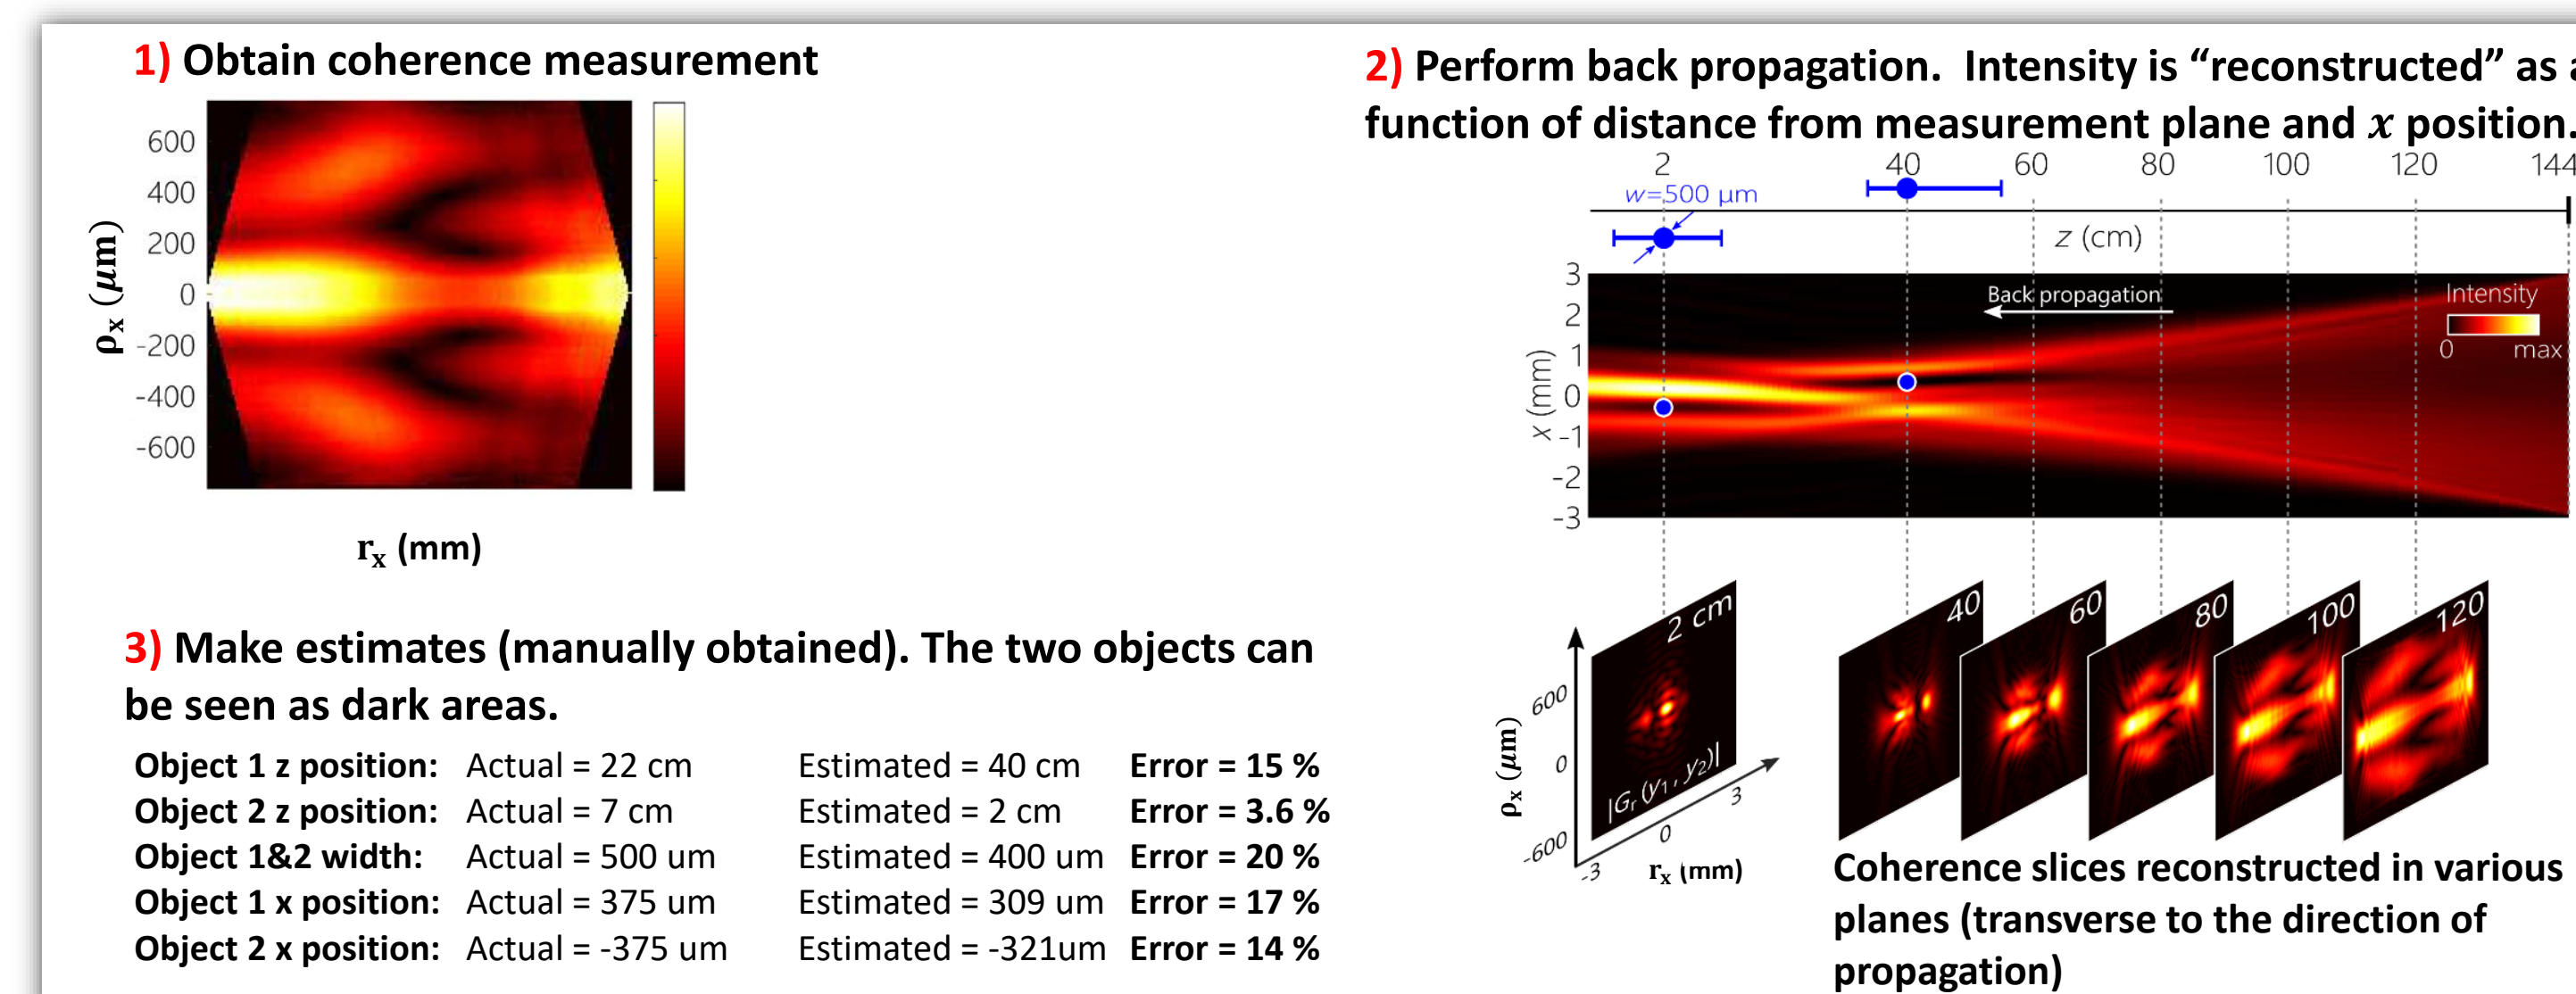 1) Obtain coherence measurement
600
400
200
0
-200
-400
-600
ρx (μm)
rx (mm)
2) Perform back propagation.  Intensity is “reconstructed” as a
function of distance from measurement plane and x position.
2 40 60 80 100 120 144
w=500 μm
z (cm)
3
2
1
0
-1
-2
-3
x (mm)
Back propagation
Intensity
0 max
3) Make estimates (manually obtained). The two objects can
be seen as dark areas.
Object 1 z position: Actual = 22 cm Estimated = 40 cm Error = 15 %
Object 2 z position: Actual = 7 cm Estimated = 2 cm Error = 3.6 %
Object 1&2 width: Actual = 500 um Estimated = 400 um Error = 20 %
Object 1 x position: Actual = 375 um Estimated = 309 um Error = 17 %
Object 2 x position: Actual = -375 um Estimated = -321um Error = 14 %
2 cm 40 60 80 100 120
600
0
-600
ρx (μm)
|Gr (y1 , y2)|
-3 0 3
rx (mm)
Coherence slices reconstructed in various
planes (transverse to the direction of
propagation)